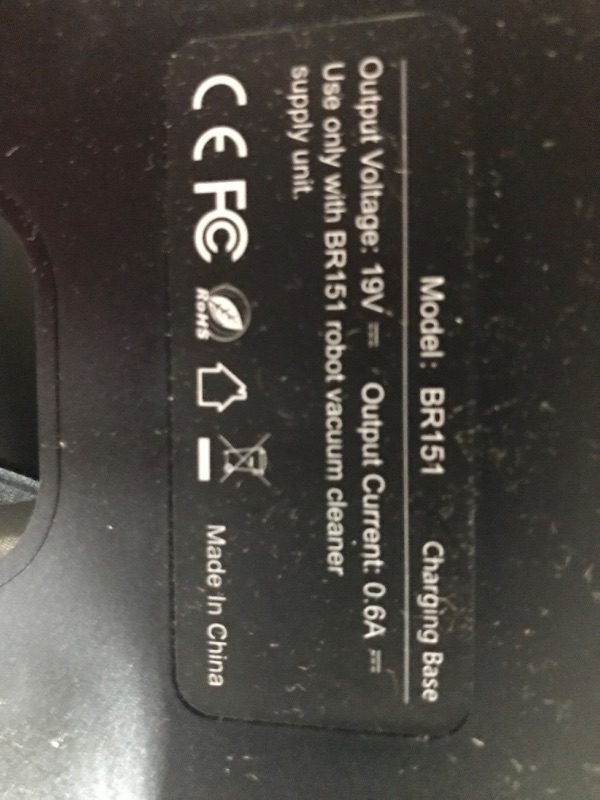 Model: BR151 Charging Base
Output Voltage: 19V ⎓ Output Current: 0.6A ⎓
Use only with BR151 robot vacuum cleaner
supply unit.
CE FC RoHS Made In China